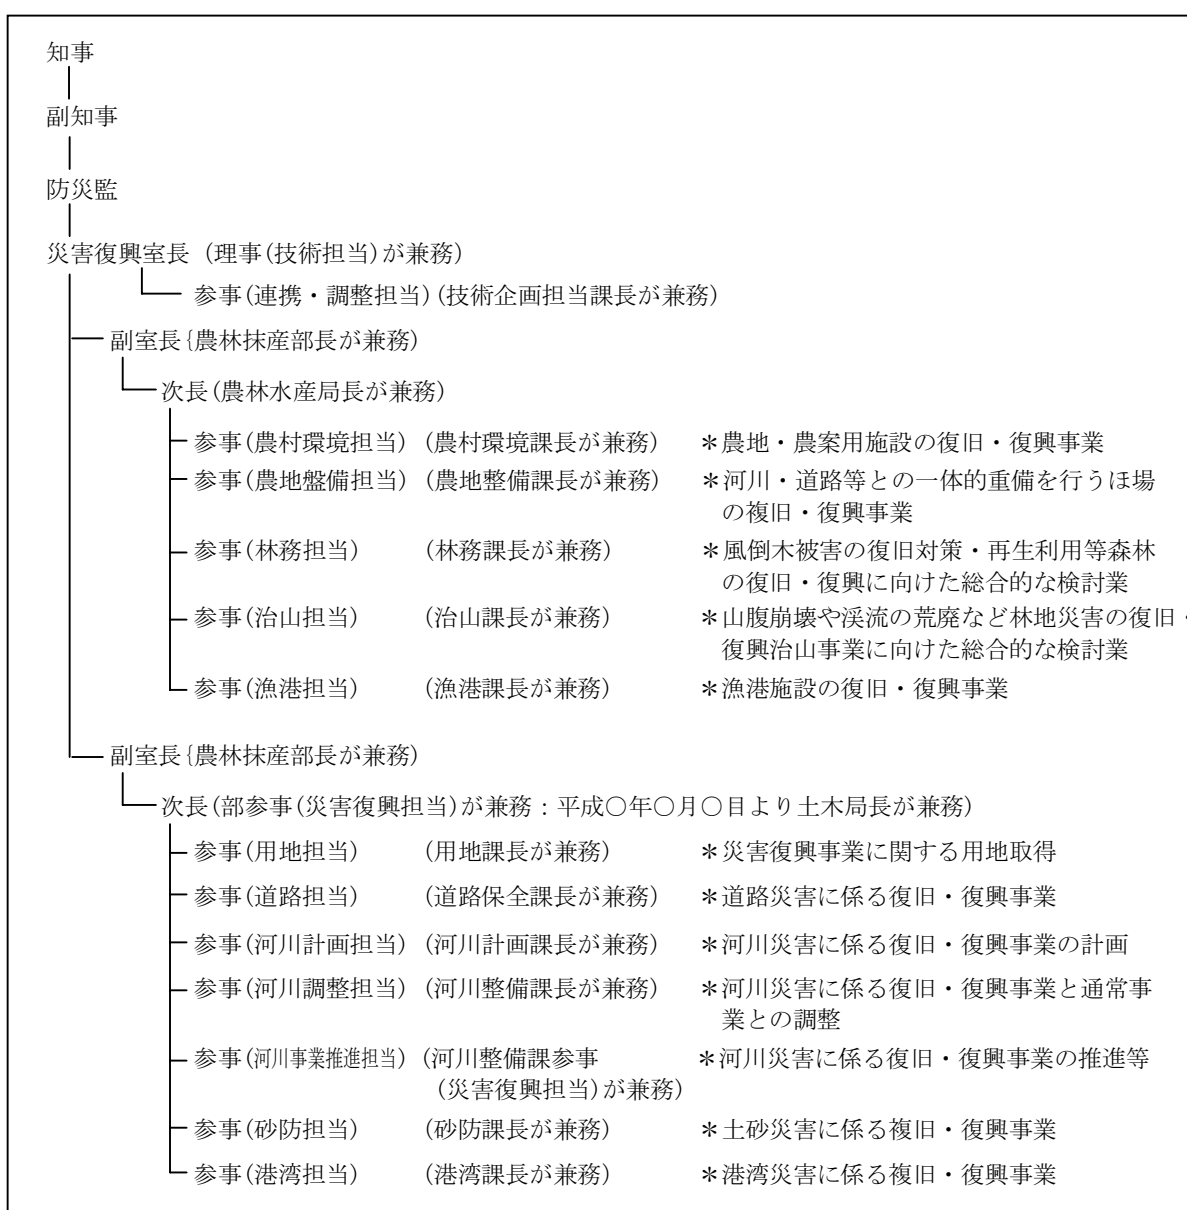 知事
副知事
防災監
災害復興室長 (理事(技術担当)が兼務)
参事(連携・調整担当)(技術企画担当課長が兼務)
副室長{農林抹産部長が兼務)
次長(農林水産局長が兼務)
参事(農村環境担当) (農村環境課長が兼務) *農地・農案用施設の復旧・復興事業
参事(農地盤備担当) (農地整備課長が兼務) *河川・道路等との一体的重備を行うほ場
の複旧・復興事業
参事(林務担当) (林務課長が兼務) *風倒木被害の復旧対策・再生利用等森林
の復旧・復興に向けた総合的な検討業
参事(治山担当) (治山課長が兼務) *山腹崩壊や渓流の荒廃など林地災害の復旧・
復興治山事業に向けた総合的な検討業
参事(漁港担当) (漁港課長が兼務) *漁港施設の復旧・復興事業
副室長{農林抹産部長が兼務)
次長(部参事(災害復興担当)が兼務:平成○年○月○目より土木局長が兼務)
参事(用地担当) (用地課長が兼務) *災害復興事業に関する用地取得
参事(道路担当) (道路保全課長が兼務) *道路災害に係る復旧・復興事業
参事(河川計画担当) (河川計画課長が兼務) *河川災害に係る復旧・復興事業の計画
参事(河川調整担当) (河川整備課長が兼務) *河川災害に係る復旧・復興事業と通常事
業との調整
参事(河川事業推進担当) (河川整備課参事 *河川災害に係る復旧・復興事業の推進等
(災害復興担当)が兼務)
参事(砂防担当) (砂防課長が兼務) *土砂災害に係る複旧・復興事業
参事(港湾担当) (港湾課長が兼務) *港湾災害に係る複旧・復興事業